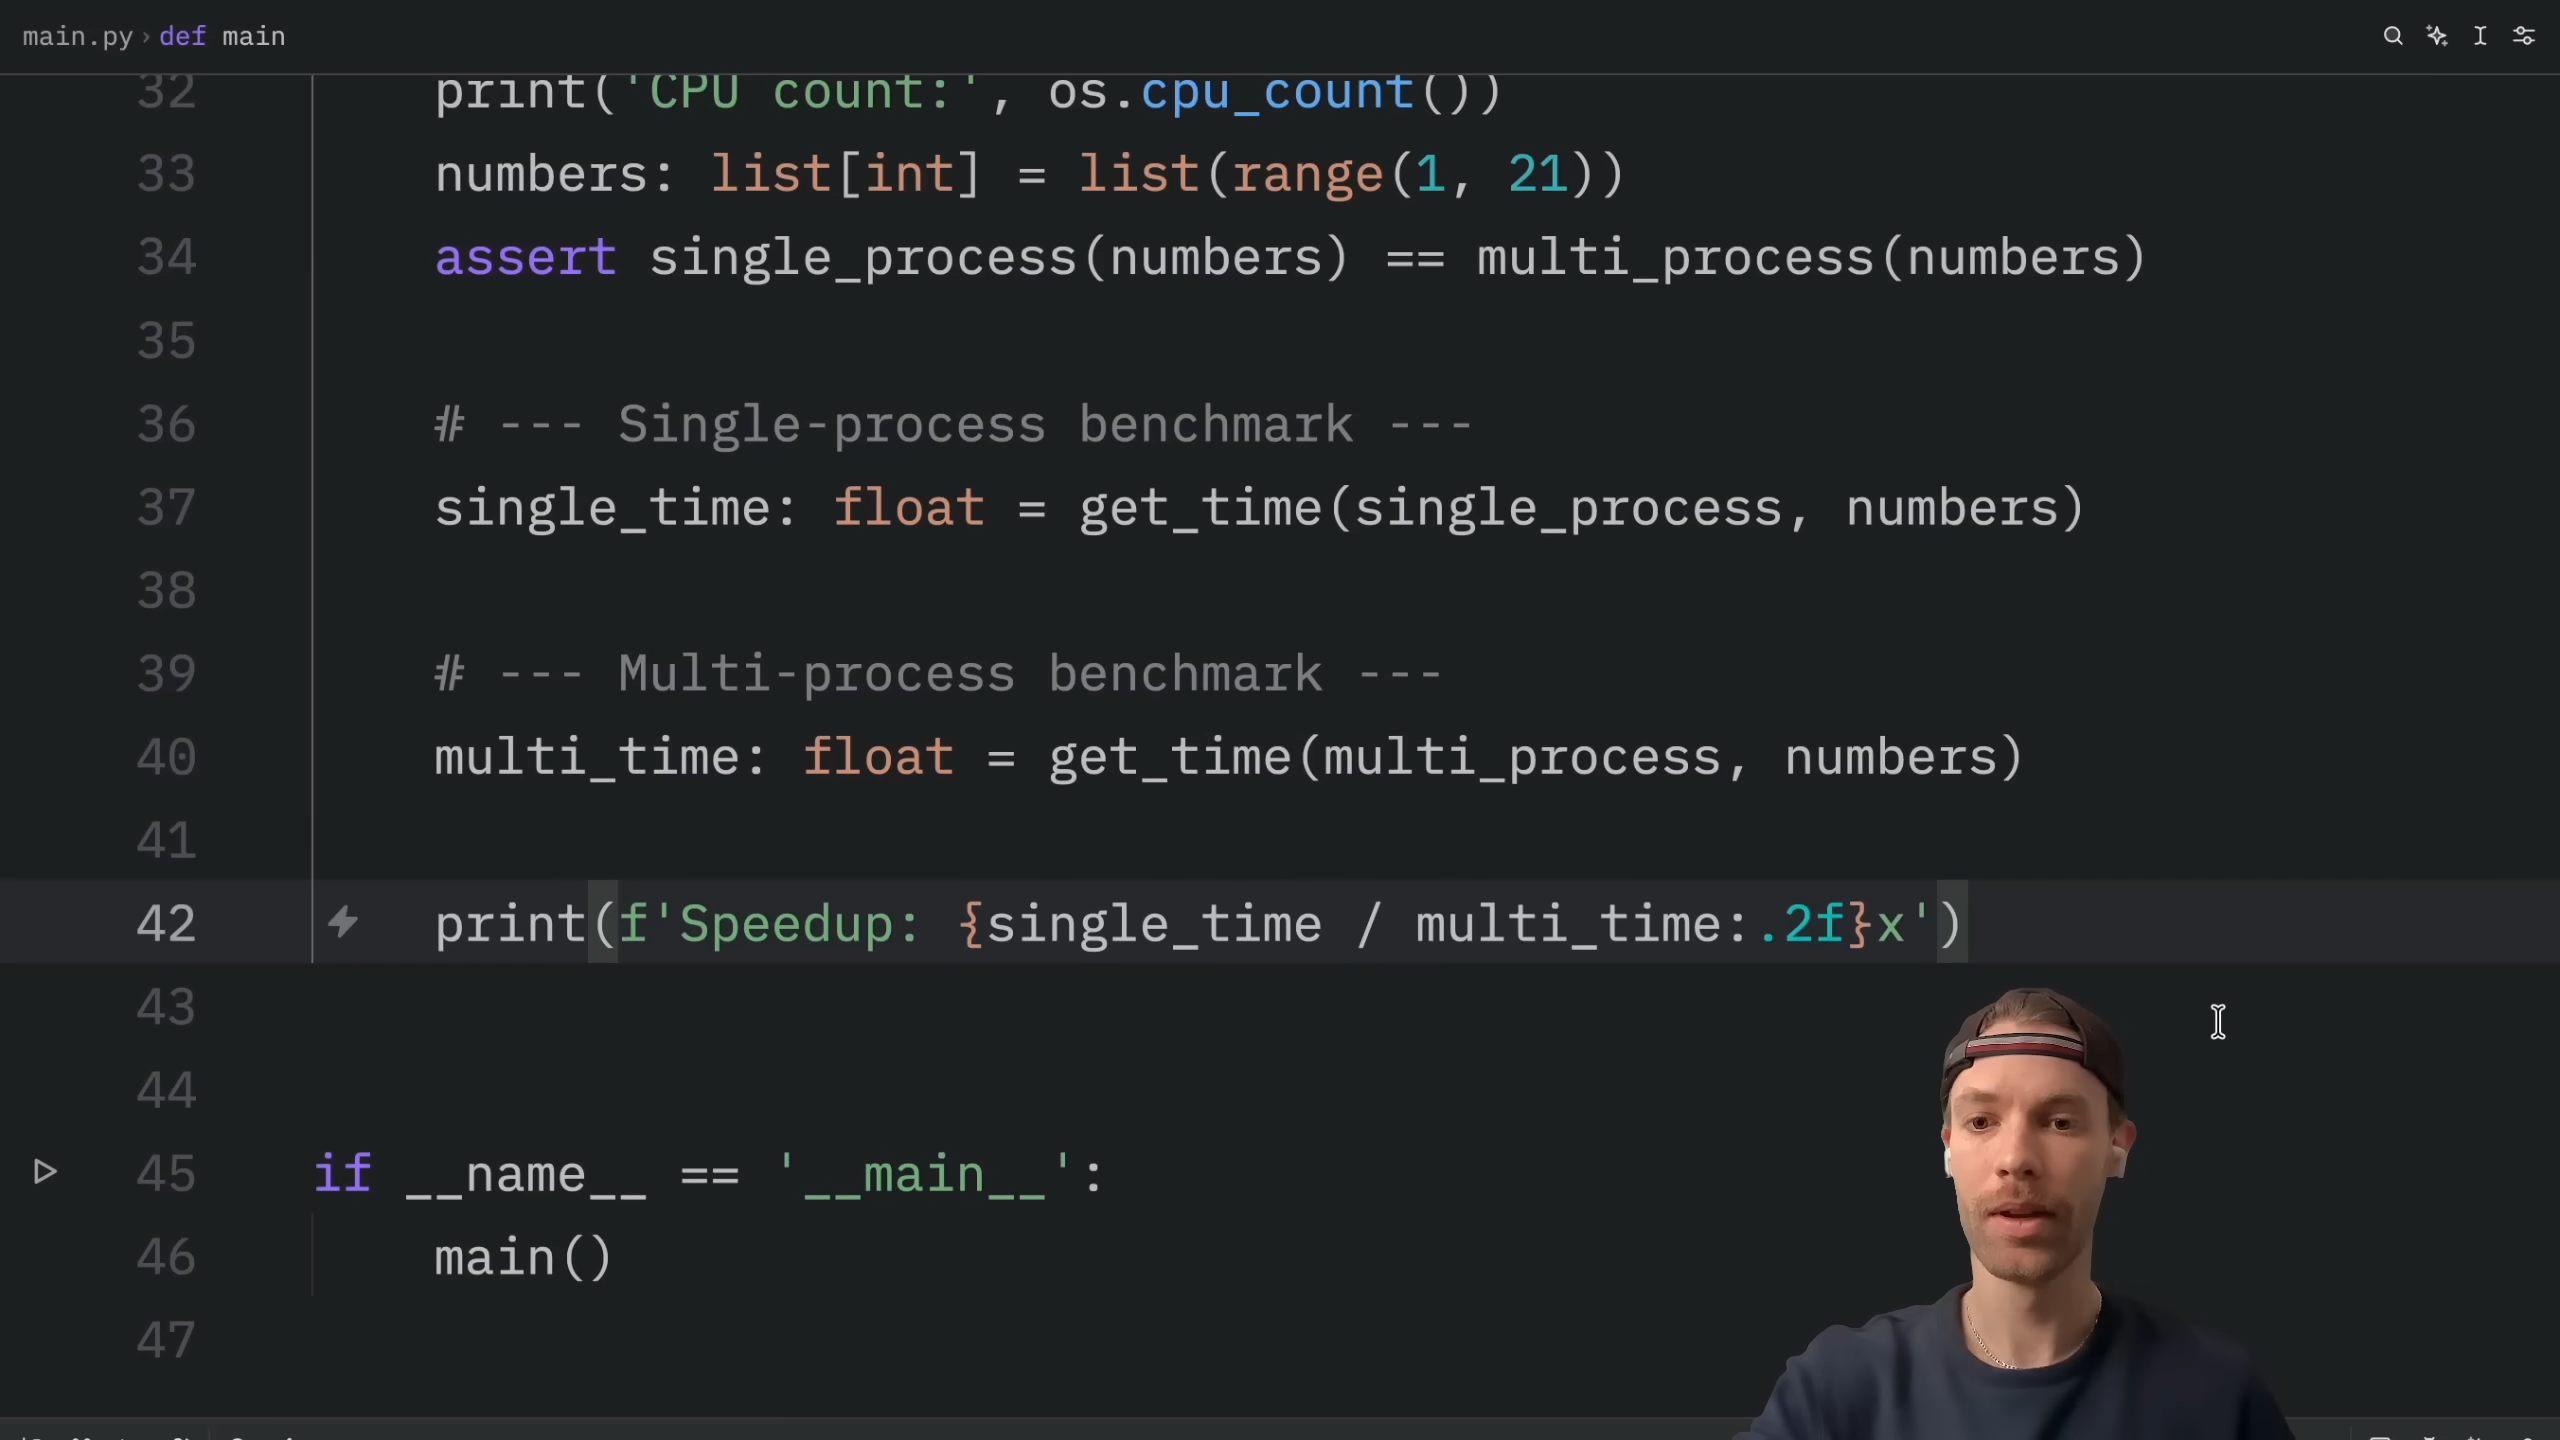 main.py › def main
32 print('CPU count:', os.cpu_count())
33 numbers: list[int] = list(range(1, 21))
34 assert single_process(numbers) == multi_process(numbers)
35
36 # --- Single-process benchmark ---
37 single_time: float = get_time(single_process, numbers)
38
39 # --- Multi-process benchmark ---
40 multi_time: float = get_time(multi_process, numbers)
41
42 print(f'Speedup: {single_time / multi_time:.2f}x')
43
44
45 if __name__ == '__main__':
46 main()
47